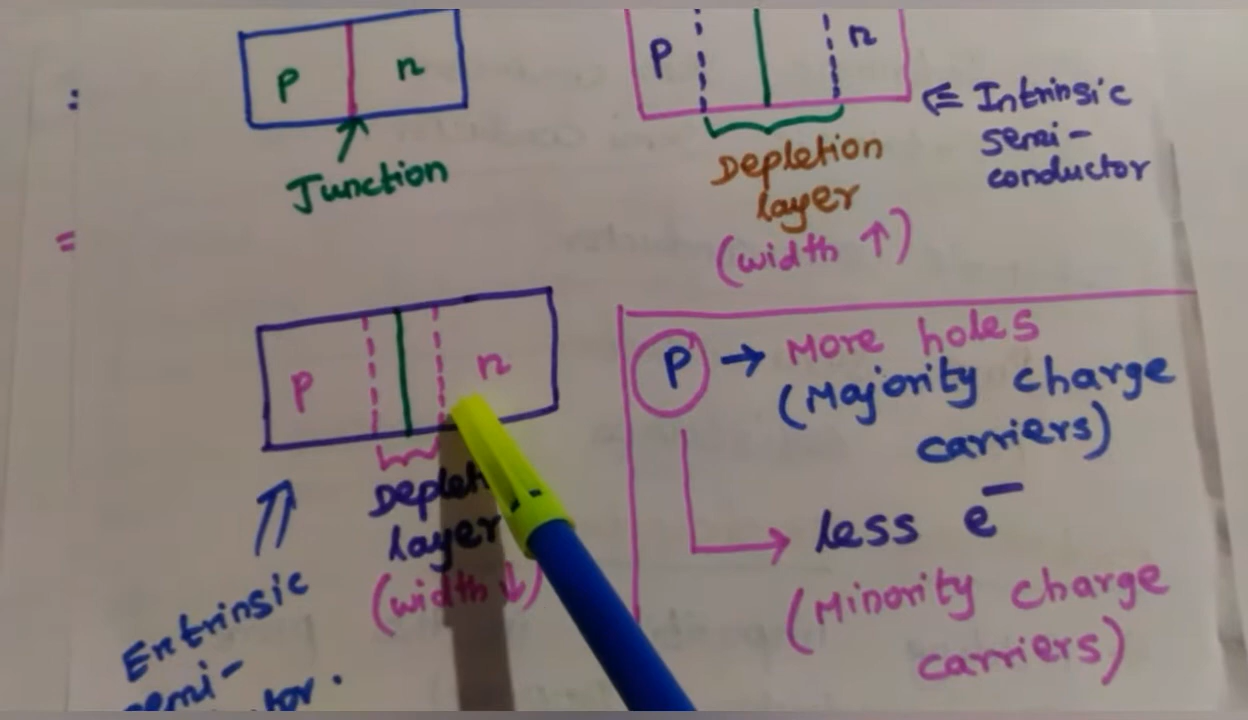 :
P n
Junction
P n
⇐ Intrinsic
semi-
conductor
Depletion
layer
(width ↑)
=
P n
layer
(width ↓)
Extrinsic
semi-
P → More holes
(Majority charge
carriers)
less e⁻
(Minority charge
carriers)